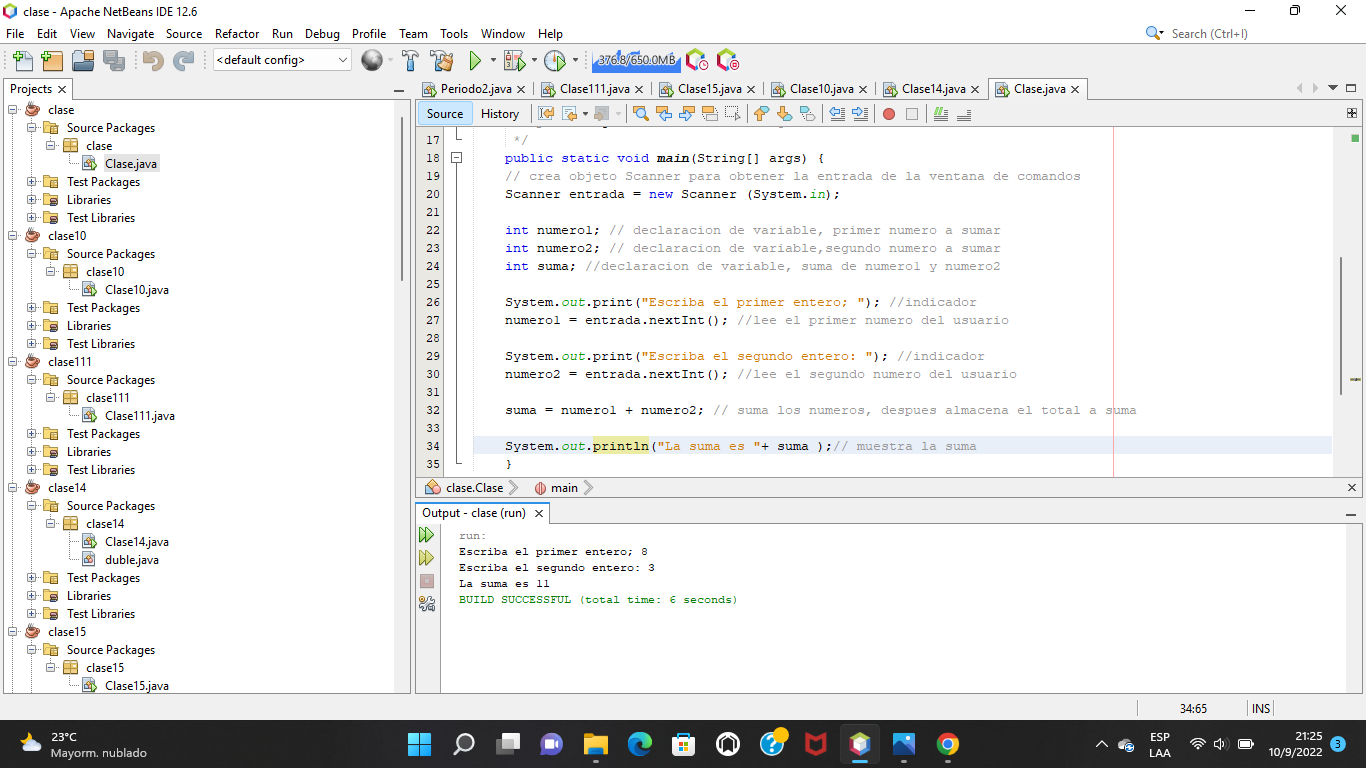 clase - Apache NetBeans IDE 12.6
File Edit View Navigate Source Refactor Run Debug Profile Team Tools Window Help
Search (Ctrl+I)
<default config>
376.8/650.0MB
Projects
clase
Source Packages
clase
Clase.java
Test Packages
Libraries
Test Libraries
clase10
Source Packages
clase10
Clase10.java
Test Packages
Libraries
Test Libraries
clase111
Source Packages
clase111
Clase111.java
Test Packages
Libraries
Test Libraries
clase14
Source Packages
clase14
Clase14.java
duble.java
Test Packages
Libraries
Test Libraries
clase15
Source Packages
clase15
Clase15.java
Periodo2.java Clase111.java Clase15.java Clase10.java Clase14.java Clase.java
Source History
17 */
18 public static void main(String[] args) {
19 // crea objeto Scanner para obtener la entrada de la ventana de comandos
20 Scanner entrada = new Scanner (System.in);
21
22 int numero1; // declaracion de variable, primer numero a sumar
23 int numero2; // declaracion de variable,segundo numero a sumar
24 int suma; //declaracion de variable, suma de numero1 y numero2
25
26 System.out.print("Escriba el primer entero; "); //indicador
27 numero1 = entrada.nextInt(); //lee el primer numero del usuario
28
29 System.out.print("Escriba el segundo entero: "); //indicador
30 numero2 = entrada.nextInt(); //lee el segundo numero del usuario
31
32 suma = numero1 + numero2; // suma los numeros, despues almacena el total a suma
33
34 System.out.println("La suma es "+ suma );// muestra la suma
35 }
clase.Clase main
Output - clase (run)
run:
Escriba el primer entero; 8
Escriba el segundo entero: 3
La suma es 11
BUILD SUCCESSFUL (total time: 6 seconds)
34:65 INS
23°C
Mayorm. nublado
ESP
LAA
21:25
10/9/2022
3